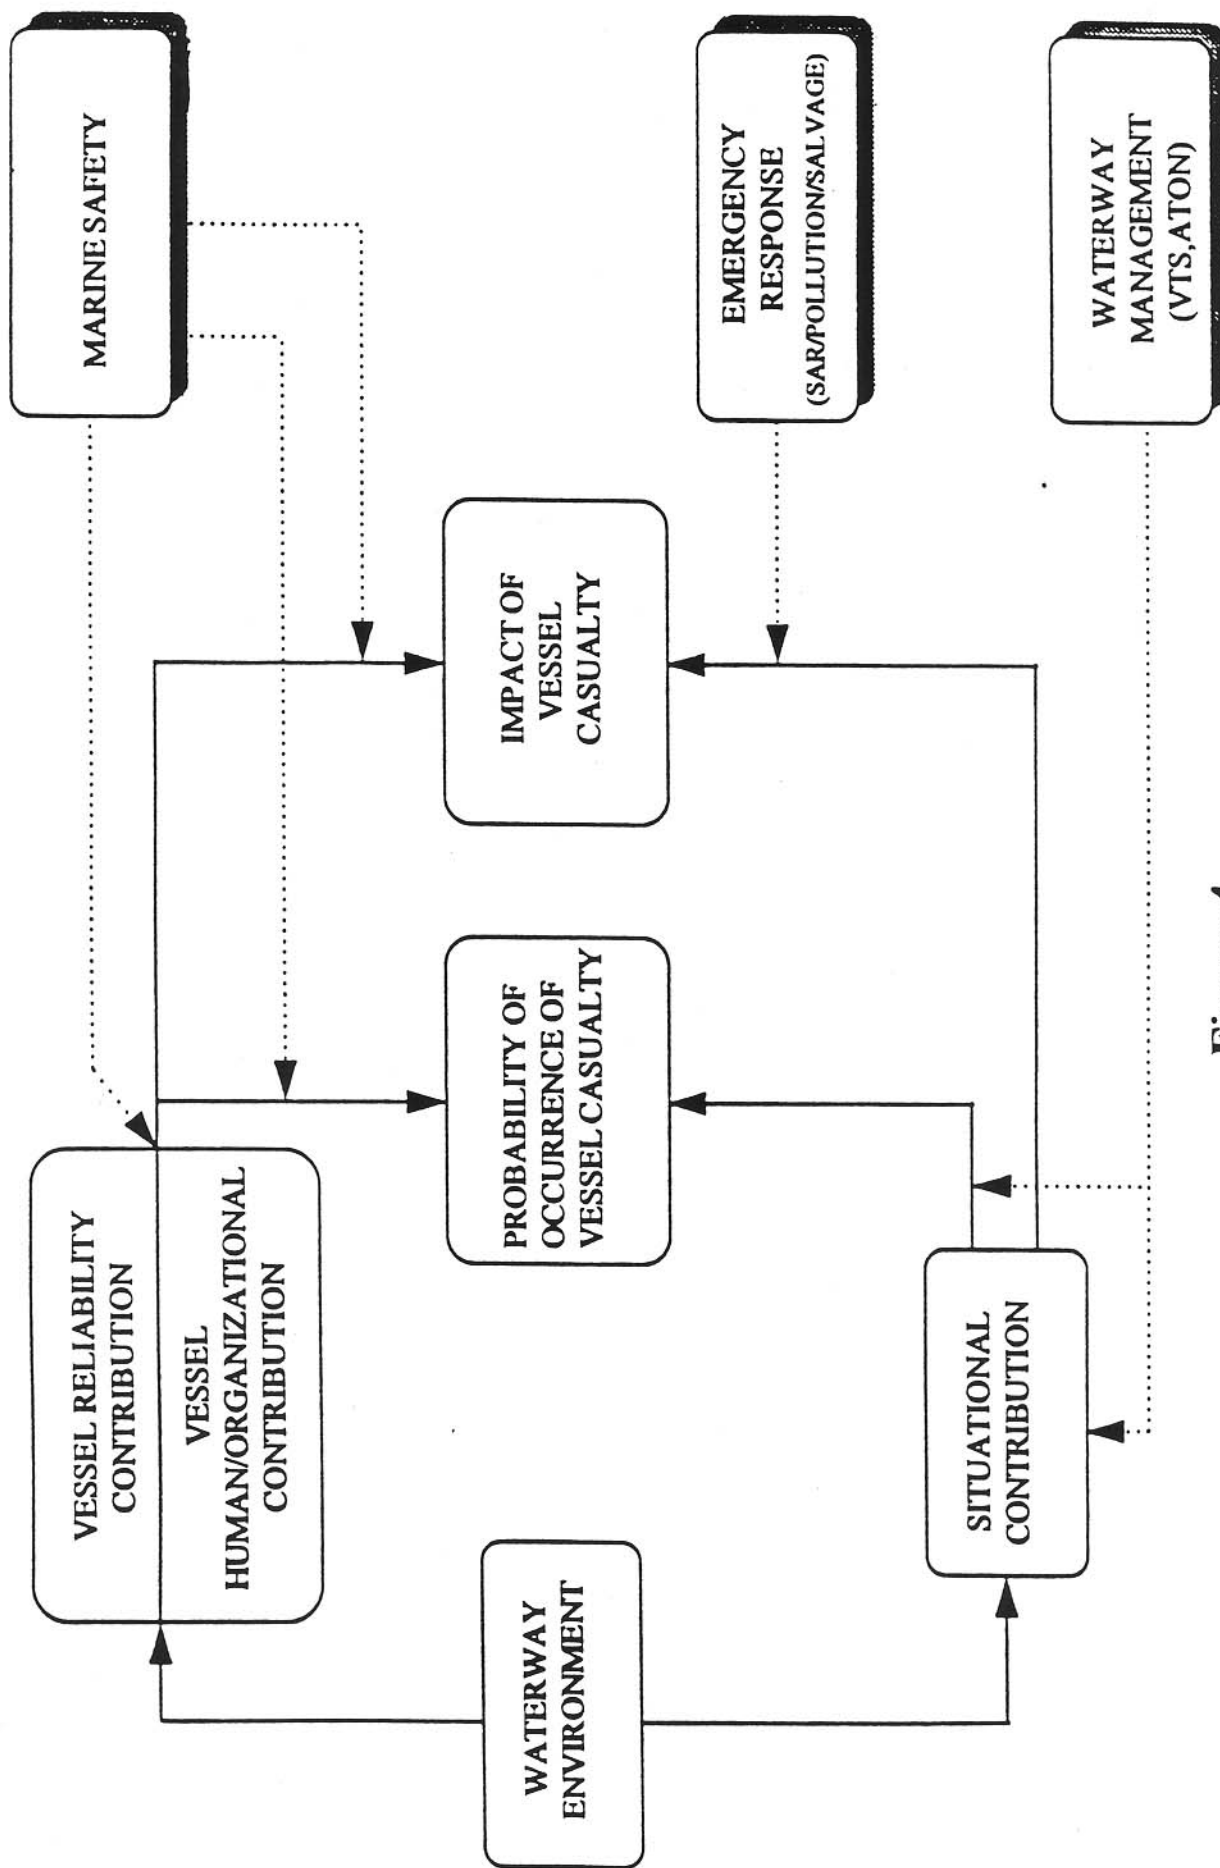 VESSEL RELIABILITY
CONTRIBUTION
VESSEL
HUMAN/ORGANIZATIONAL
CONTRIBUTION
MARINE SAFETY
WATERWAY
ENVIRONMENT
PROBABILITY OF
OCCURRENCE OF
VESSEL CASUALTY
IMPACT OF
VESSEL
CASUALTY
EMERGENCY
RESPONSE
(SAR/POLLUTION/SALVAGE)
SITUATIONAL
CONTRIBUTION
WATERWAY
MANAGEMENT
(VTS,ATON)